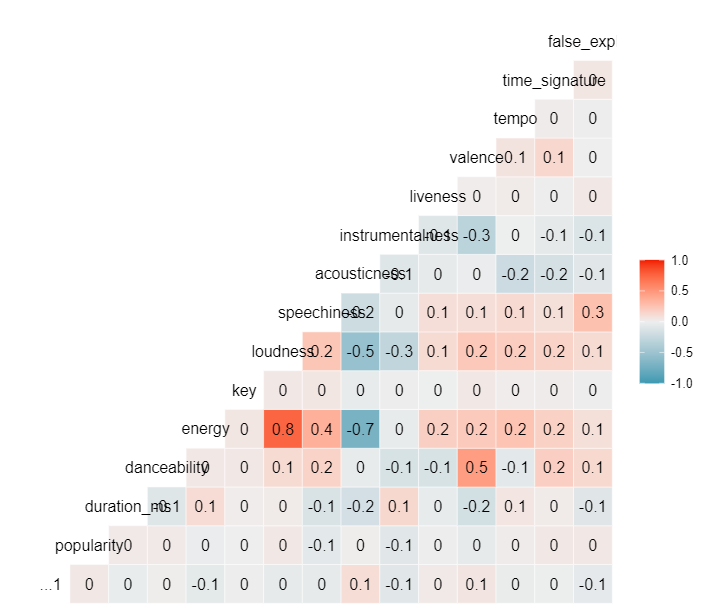 false_exp
time_signature 0
tempo 0 0
valence 0.1 0.1 0
liveness 0 0 0 0
instrumentalness -0.1 -0.3 0 -0.1 -0.1
acousticness -0.1 0 0 -0.2 -0.2 -0.1
speechiness -0.2 0 0.1 0.1 0.1 0.1 0.3
loudness 0.2 -0.5 -0.3 0.1 0.2 0.2 0.2 0.1
key 0 0 0 0 0 0 0 0 0
energy 0 0.8 0.4 -0.7 0 0.2 0.2 0.2 0.2 0.1
danceability 0 0 0.1 0.2 0 -0.1 -0.1 0.5 -0.1 0.2 0.1
duration_ms -0.1 0.1 0 0 -0.1 -0.2 0.1 0 -0.2 0.1 0 -0.1
popularity 0 0 0 0 0 -0.1 0 -0.1 0 0 0 0 0
...1 0 0 0 -0.1 0 0 0 0.1 -0.1 0 0.1 0 0 -0.1
1.0
0.5
0.0
-0.5
-1.0